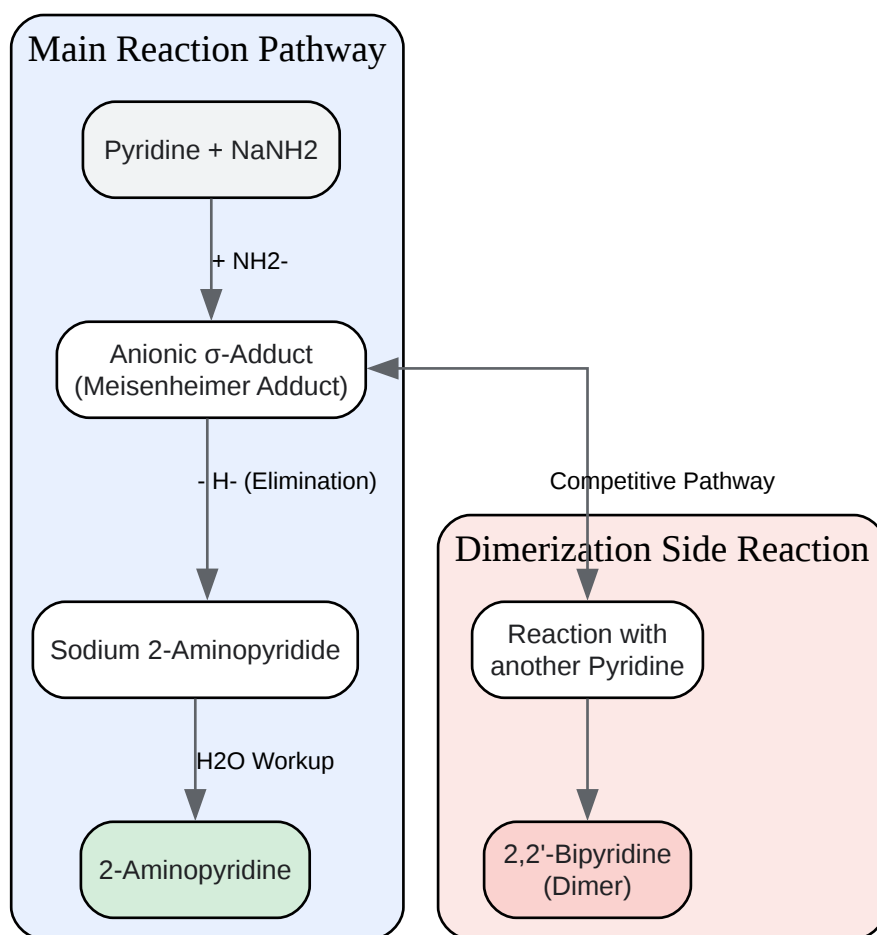 Main Reaction Pathway
Pyridine + NaNH2
+ NH2-
Anionic σ-Adduct
(Meisenheimer Adduct)
- H- (Elimination)
Sodium 2-Aminopyridide
H2O Workup
2-Aminopyridine
Competitive Pathway
Dimerization Side Reaction
Reaction with
another Pyridine
2,2'-Bipyridine
(Dimer)